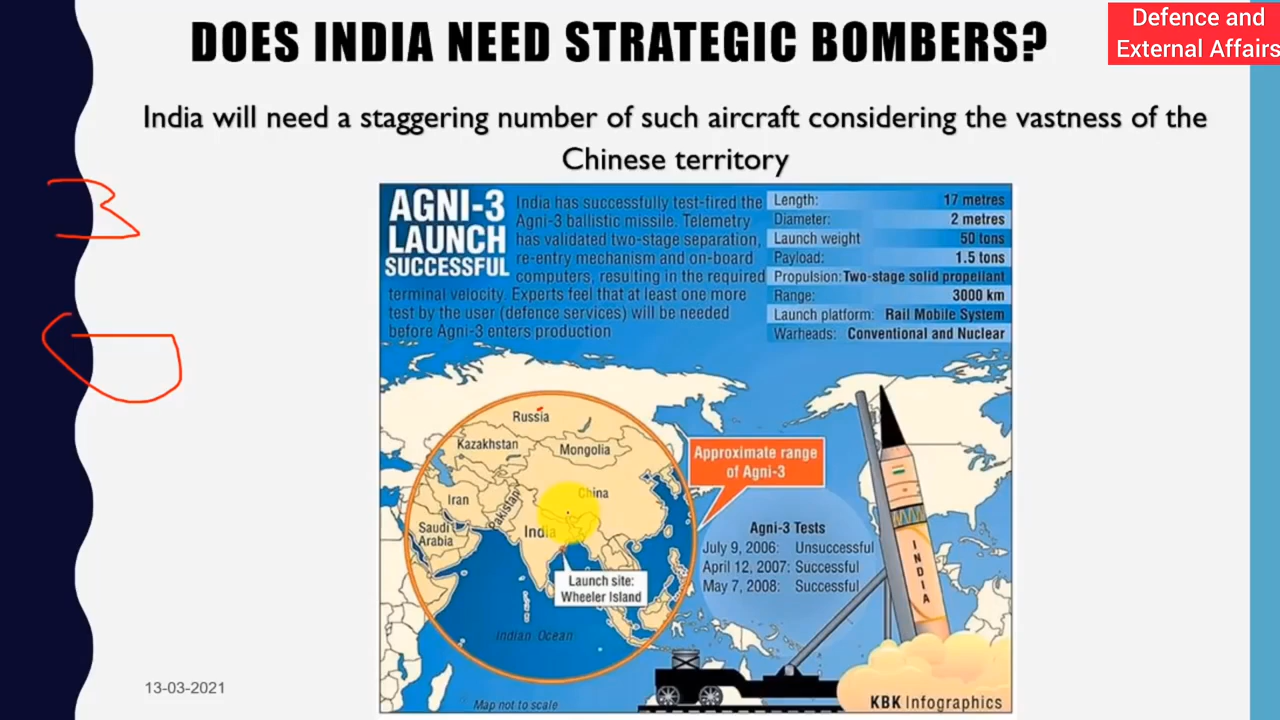 DOES INDIA NEED STRATEGIC BOMBERS?
Defence and
External Affairs
India will need a staggering number of such aircraft considering the vastness of the
Chinese territory
AGNI-3
LAUNCH
SUCCESSFUL
India has successfully test-fired the
Agni-3 ballistic missile. Telemetry
has validated two-stage separation,
re-entry mechanism and on-board
computers, resulting in the required
terminal velocity. Experts feel that at least one more
test by the user (defence services) will be needed
before Agni-3 enters production
Length: 17 metres
Diameter: 2 metres
Launch weight 50 tons
Payload: 1.5 tons
Propulsion: Two-stage solid propellant
Range: 3000 km
Launch platform: Rail Mobile System
Warheads: Conventional and Nuclear
Russia
Kazakhstan
Mongolia
China
Iran
Pakistan
India
Saudi
Arabia
Launch site:
Wheeler Island
Indian Ocean
Map not to scale
Approximate range
of Agni-3
Agni-3 Tests
July 9, 2006: Unsuccessful
April 12, 2007: Successful
May 7, 2008: Successful
INDIA
KBK Infographics
13-03-2021